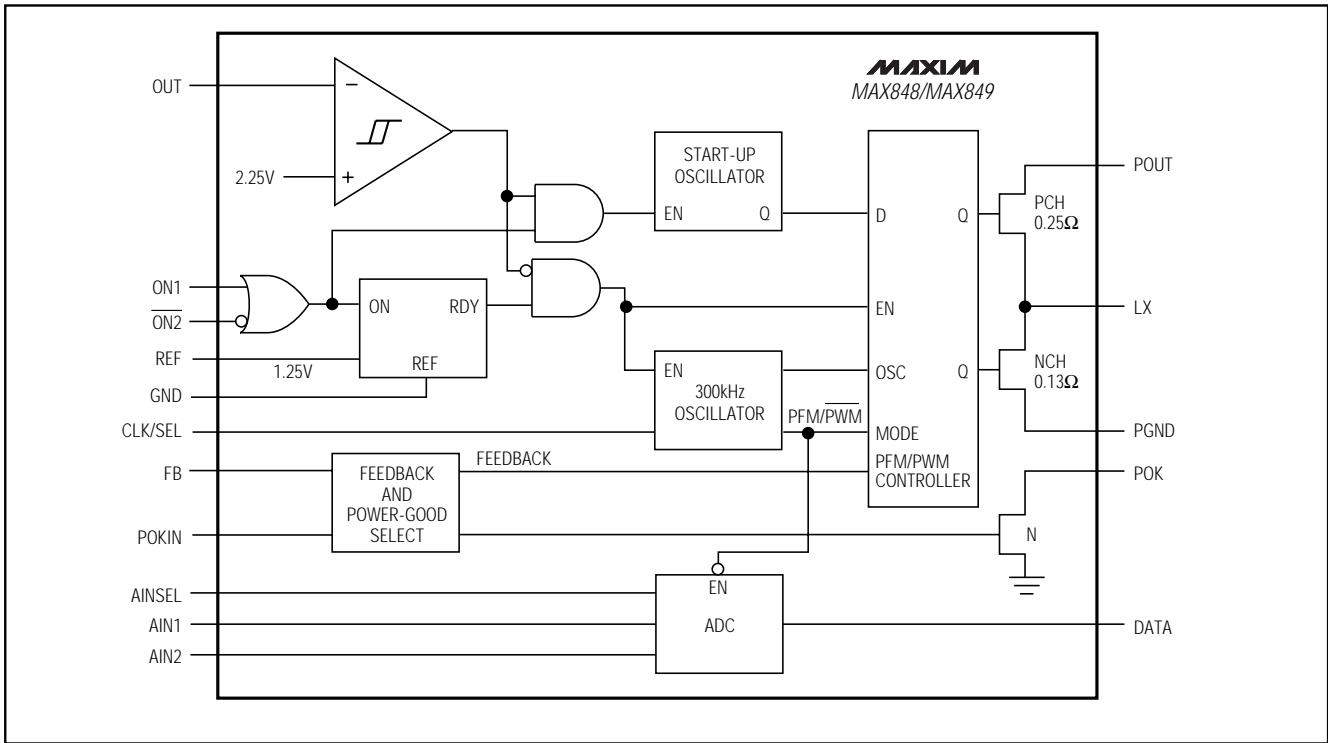 MAXIM
MAX848/MAX849
OUT
−
2.25V
+
START-UP
OSCILLATOR
EN
Q
D
Q
PCH
0.25Ω
POUT
ON1
ON2
ON
RDY
EN
LX
REF
1.25V
REF
GND
EN
300kHz
OSCILLATOR
OSC
Q
NCH
0.13Ω
CLK/SEL
PFM/PWM
MODE
PGND
FB
FEEDBACK
AND
POWER-GOOD
SELECT
FEEDBACK
PFM/PWM
CONTROLLER
POK
POKIN
N
AINSEL
AIN1
AIN2
EN
ADC
DATA